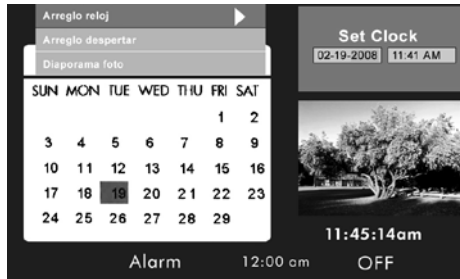 Arreglo reloj
Arreglo despertar
Diaporama foto
SUN MON TUE WED THU FRI SAT
1 2
3 4 5 6 7 8 9
10 11 12 13 14 15 16
17 18 19 20 21 22 23
24 25 26 27 28 29
Set Clock
02-19-2008 11:41 AM
11:45:14am
Alarm 12:00 am OFF